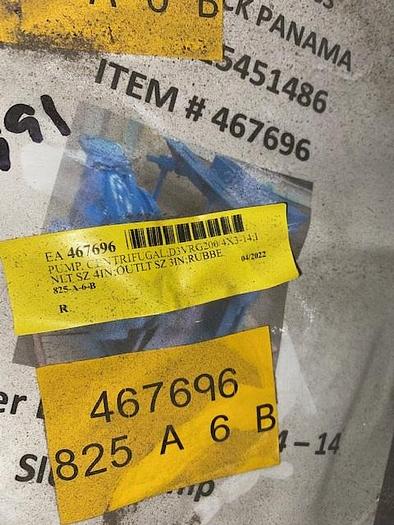 A 6 B
CK PANAMA
5451486
ITEM # 467696
EA 467696
PUMP, CENTRIFUGAL;D3VRG200/4X3-14;I
NLT SZ 4IN;OUTLT SZ 3IN;RUBBE
825-A-6-B
04/2022
R
467696
825 A 6 B
4-14